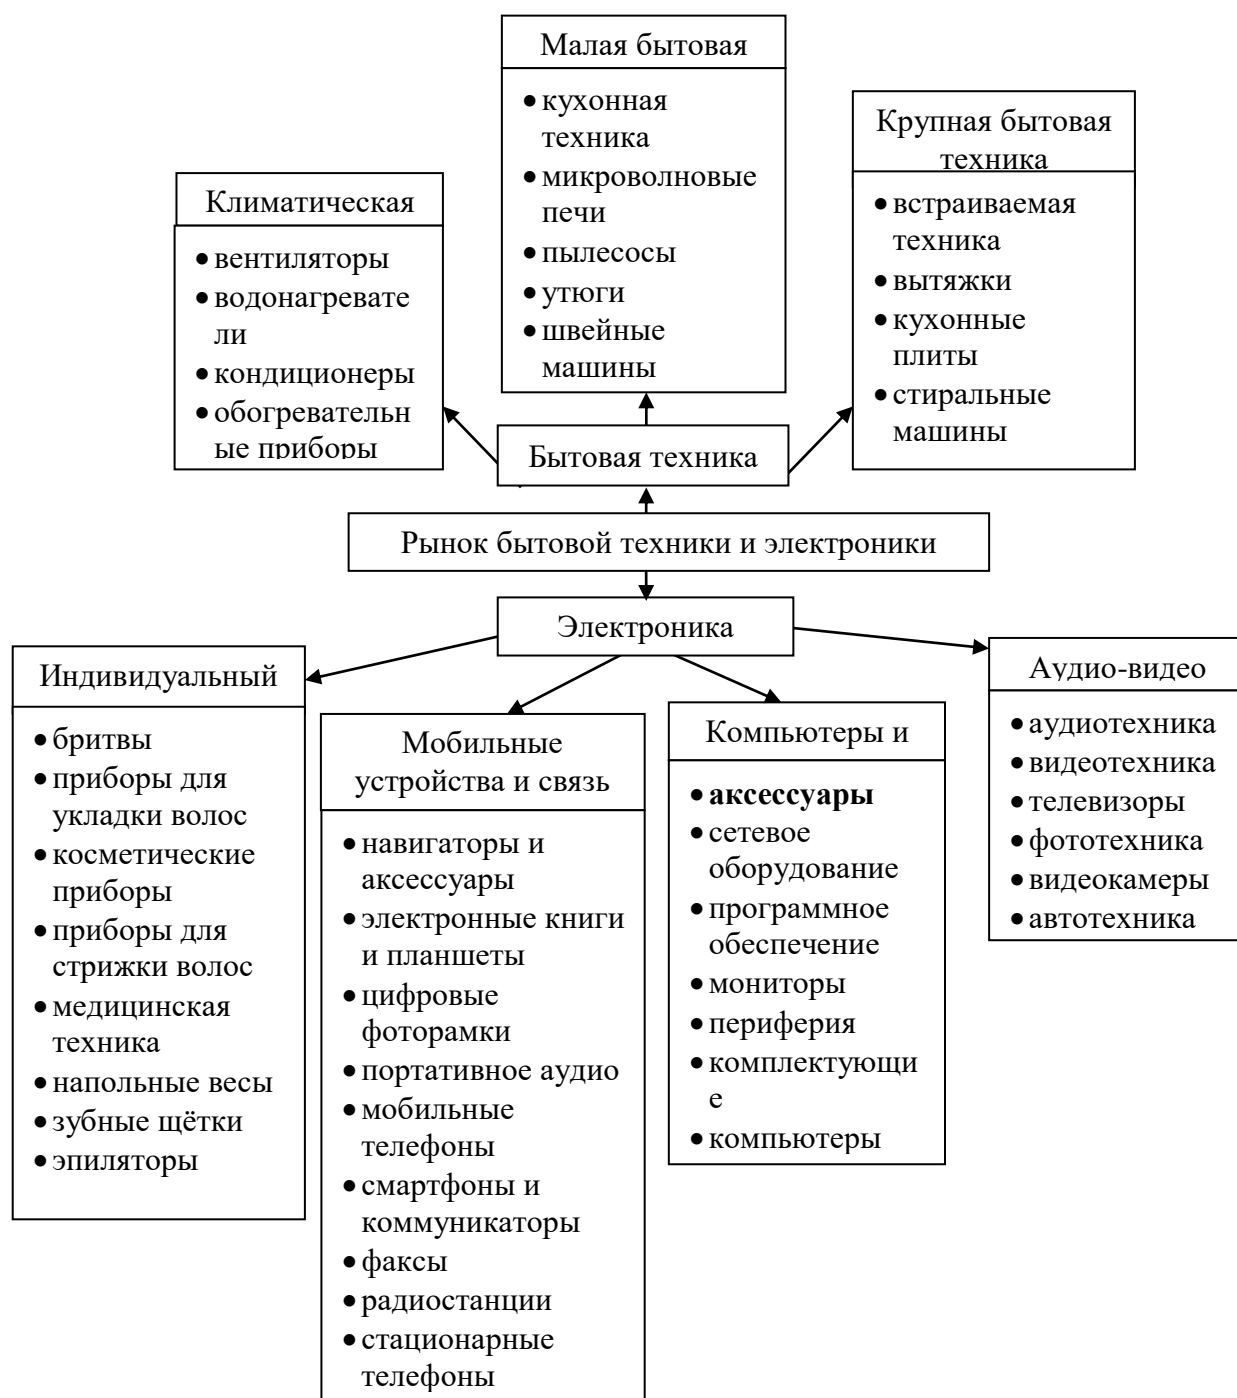 Малая бытовая
• кухонная
техника
• микроволновые
печи
• пылесосы
• утюги
• швейные
машины
Крупная бытовая
техника
• встраиваемая
техника
• вытяжки
• кухонные
плиты
• стиральные
машины
Климатическая
• вентиляторы
• водонагревате
ли
• кондиционеры
• обогревательн
ые приборы
Бытовая техника
Рынок бытовой техники и электроники
Электроника
Индивидуальный
• бритвы
• приборы для
укладки волос
• косметические
приборы
• приборы для
стрижки волос
• медицинская
техника
• напольные весы
• зубные щётки
• эпиляторы
Мобильные
устройства и связь
• навигаторы и
аксессуары
• электронные книги
и планшеты
• цифровые
фоторамки
• портативное аудио
• мобильные
телефоны
• смартфоны и
коммуникаторы
• факсы
• радиостанции
• стационарные
телефоны
Компьютеры и
• аксессуары
• сетевое
оборудование
• программное
обеспечение
• мониторы
• периферия
• комплектующи
е
• компьютеры
Аудио-видео
• аудиотехника
• видеотехника
• телевизоры
• фототехника
• видеокамеры
• автотехника